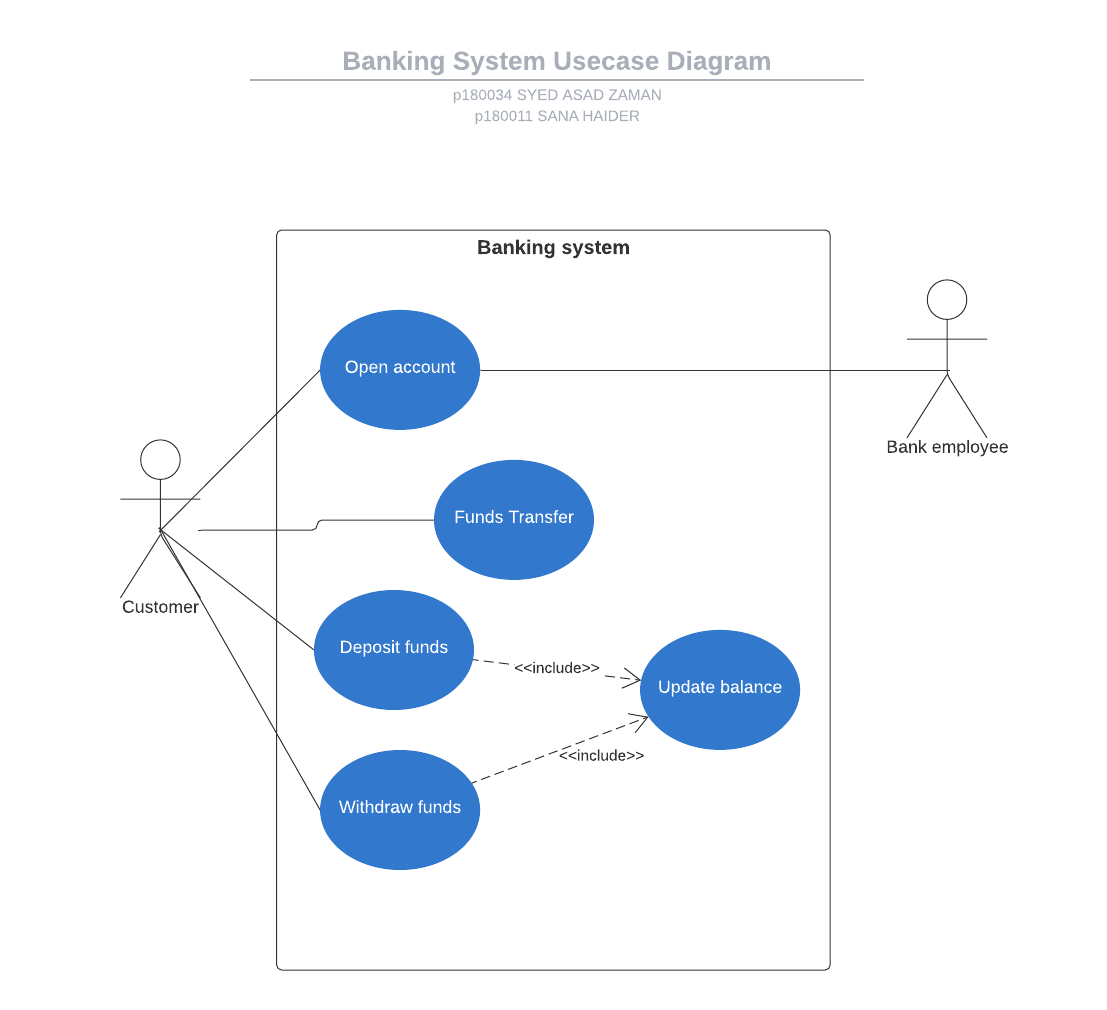 Banking System Usecase Diagram
p180034 SYED ASAD ZAMAN
p180011 SANA HAIDER
Banking system
Open account
Bank employee
Funds Transfer
Customer
Deposit funds
<<include>>
Update balance
<<include>>
Withdraw funds